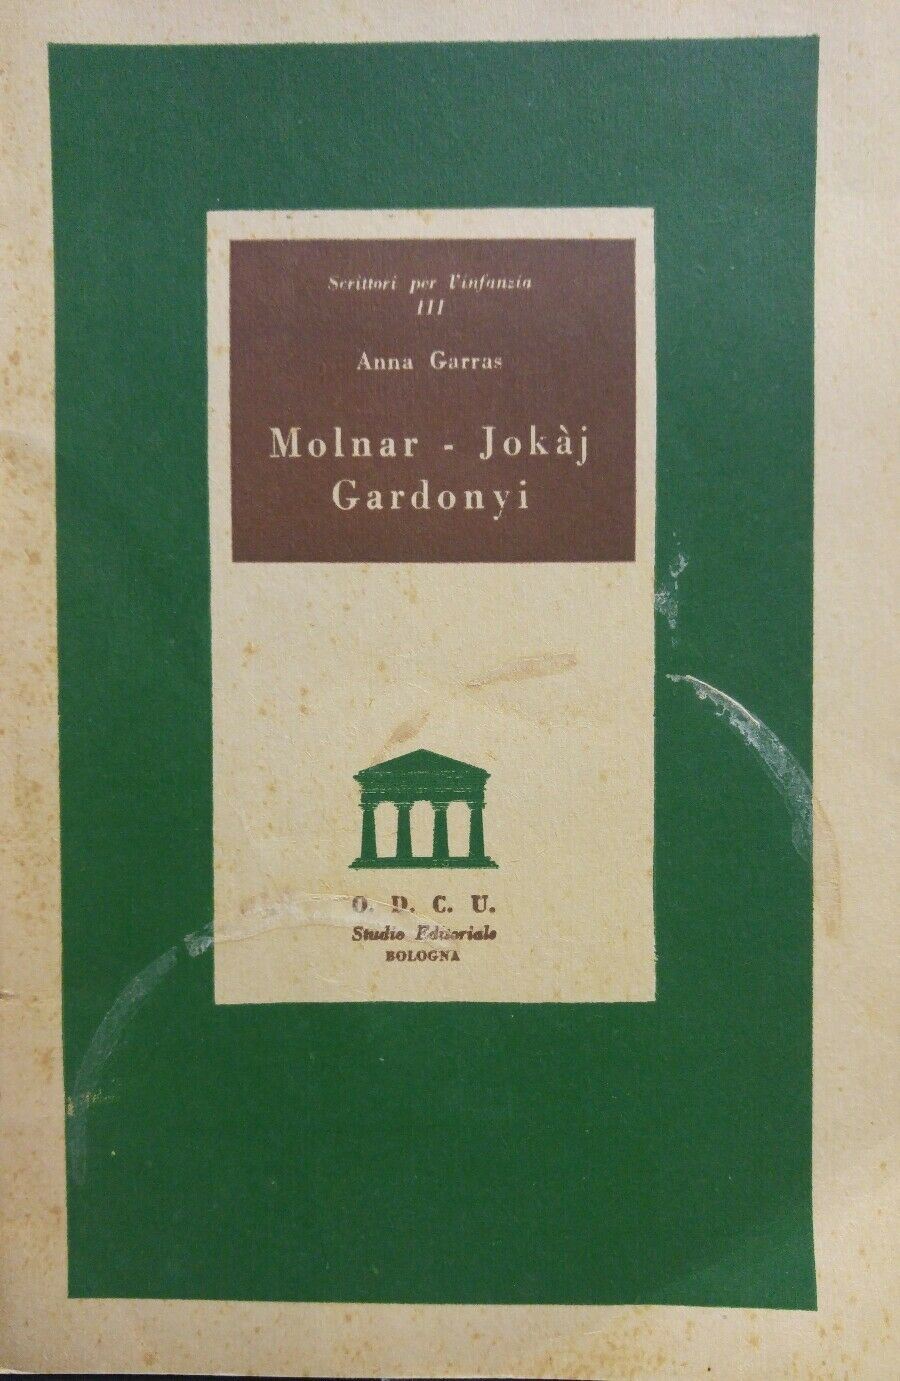 Scrittori per l'infanzia
III
Anna Garras
Molnar - Jokàj
Gardonyi
O. D. C. U.
Studio Editoriale
BOLOGNA